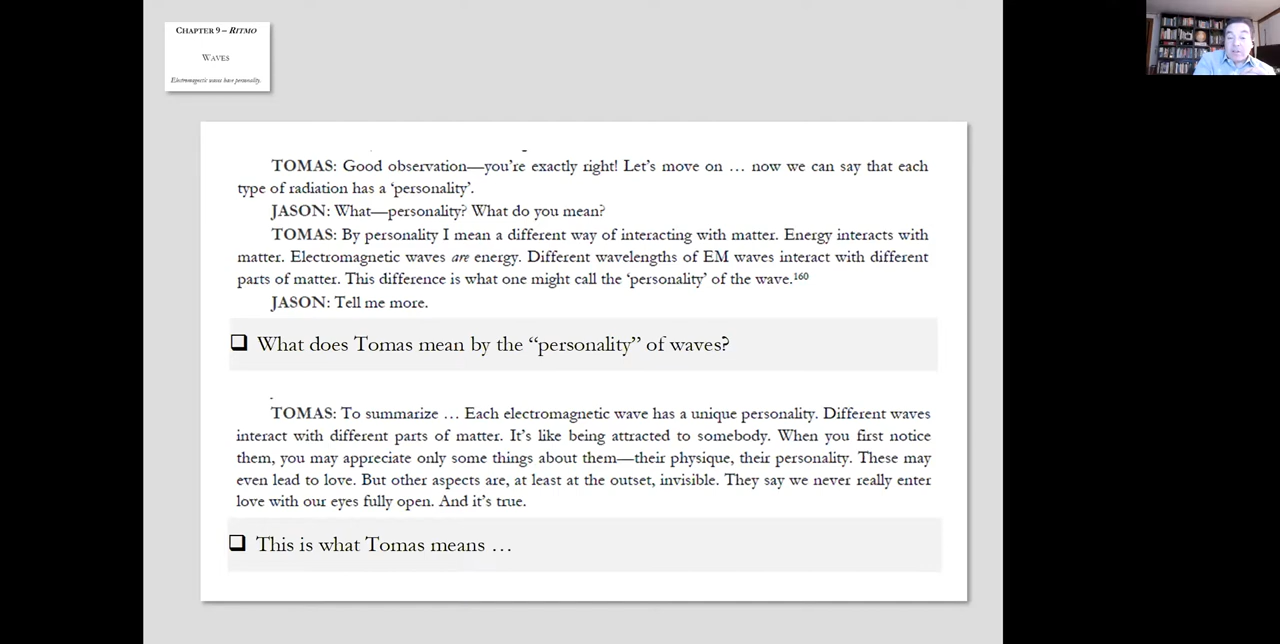 CHAPTER 9 – RITMO
WAVES
Electromagnetic waves have personality.
TOMAS: Good observation—you’re exactly right! Let’s move on … now we can say that each
type of radiation has a ‘personality’.
JASON: What—personality? What do you mean?
TOMAS: By personality I mean a different way of interacting with matter. Energy interacts with
matter. Electromagnetic waves are energy. Different wavelengths of EM waves interact with different
parts of matter. This difference is what one might call the ‘personality’ of the wave.160
JASON: Tell me more.
What does Tomas mean by the “personality” of waves?
TOMAS: To summarize … Each electromagnetic wave has a unique personality. Different waves
interact with different parts of matter. It’s like being attracted to somebody. When you first notice
them, you may appreciate only some things about them—their physique, their personality. These may
even lead to love. But other aspects are, at least at the outset, invisible. They say we never really enter
love with our eyes fully open. And it’s true.
This is what Tomas means …